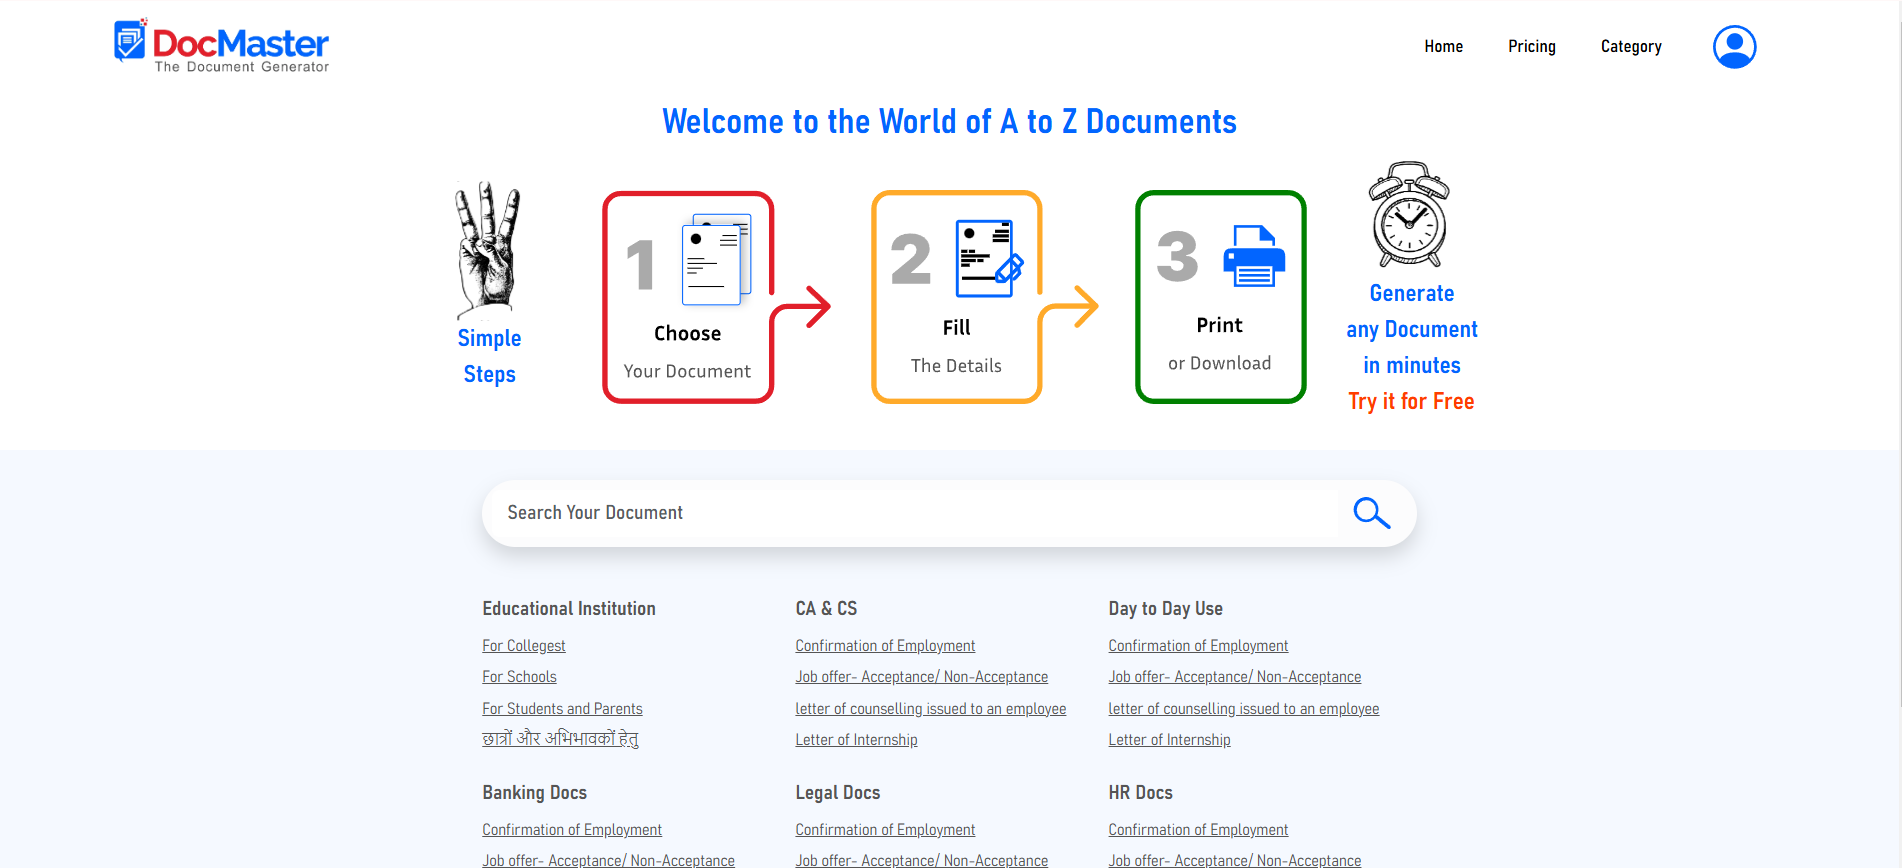 DocMaster
The Document Generator
Home Pricing Category
Welcome to the World of A to Z Documents
Simple
Steps
1
Choose
Your Document
2
Fill
The Details
3
Print
or Download
Generate
any Document
in minutes
Try it for Free
Search Your Document
Educational Institution
For Collegest
For Schools
For Students and Parents
छात्रों और अभिभावकों हेतु
CA & CS
Confirmation of Employment
Job offer- Acceptance/ Non-Acceptance
letter of counselling issued to an employee
Letter of Internship
Day to Day Use
Confirmation of Employment
Job offer- Acceptance/ Non-Acceptance
letter of counselling issued to an employee
Letter of Internship
Banking Docs
Confirmation of Employment
Job offer- Acceptance/ Non-Acceptance
Legal Docs
Confirmation of Employment
Job offer- Acceptance/ Non-Acceptance
HR Docs
Confirmation of Employment
Job offer- Acceptance/ Non-Acceptance